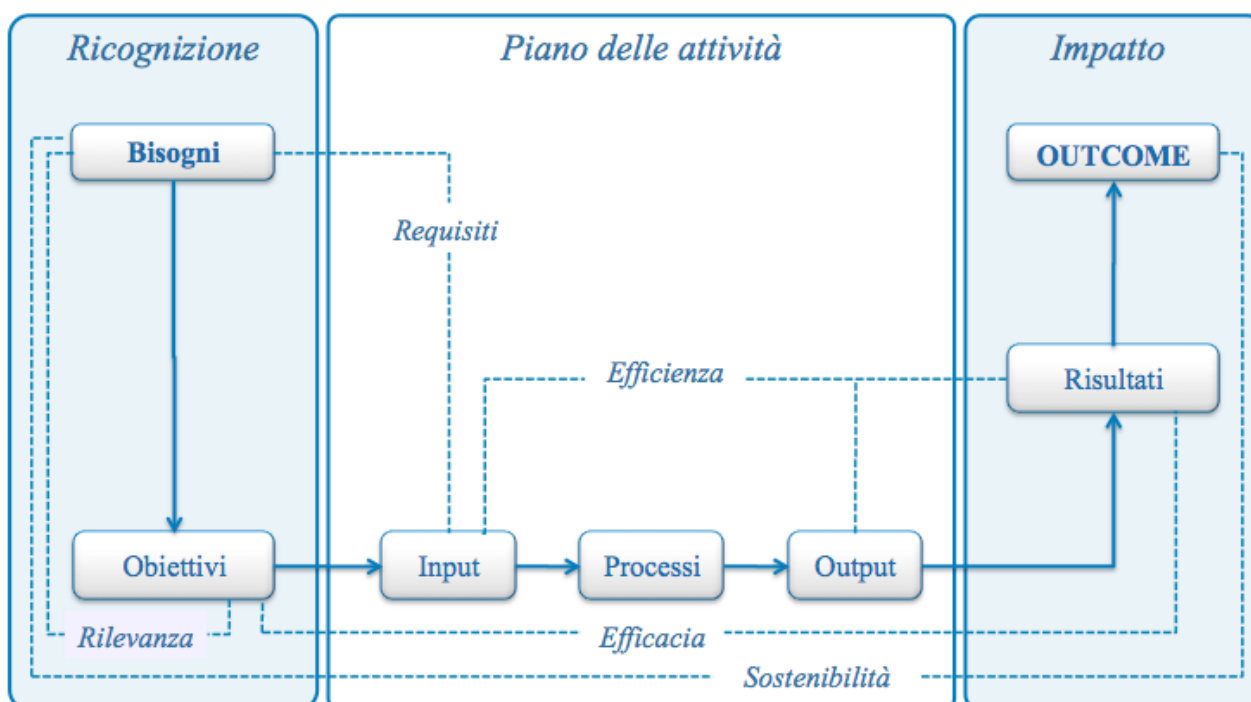 Ricognizione
Piano delle attività
Impatto
Bisogni
OUTCOME
Requisiti
Efficienza
Risultati
Obiettivi
Input
Processi
Output
Rilevanza
Efficacia
Sostenibilità